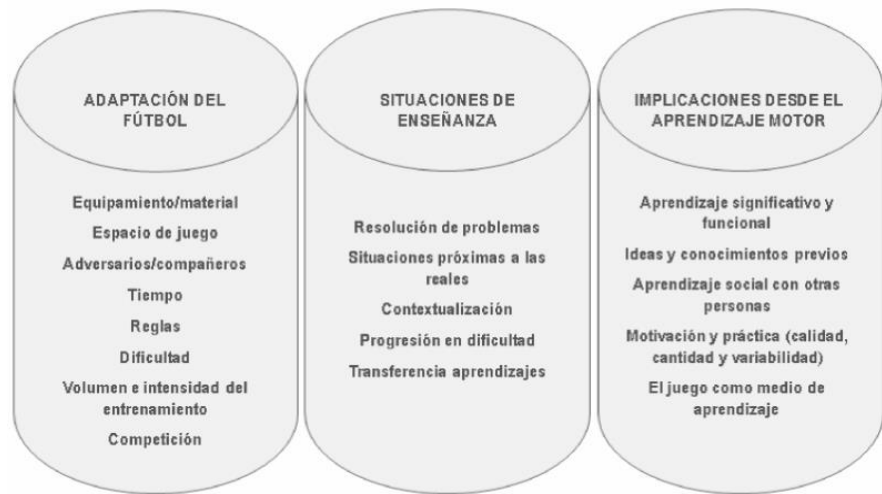 ADAPTACIÓN DEL
FÚTBOL
Equipamiento/material
Espacio de juego
Adversarios/compañeros
Tiempo
Reglas
Dificultad
Volumen e intensidad del
entrenamiento
Competición
SITUACIONES DE
ENSEÑANZA
Resolución de problemas
Situaciones próximas a las
reales
Contextualización
Progresión en dificultad
Transferencia aprendizajes
IMPLICACIONES DESDE EL
APRENDIZAJE MOTOR
Aprendizaje significativo y
funcional
Ideas y conocimientos previos
Aprendizaje social con otras
personas
Motivación y práctica (calidad,
cantidad y variabilidad)
El juego como medio de
aprendizaje